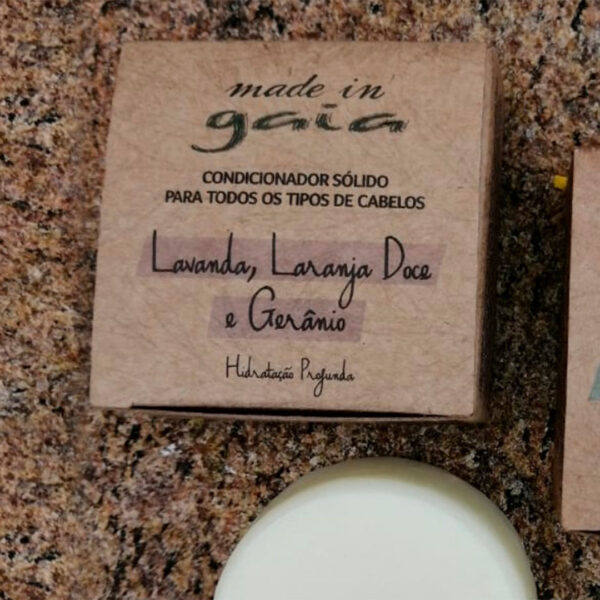 made in
gaia
CONDICIONADOR SÓLIDO
PARA TODOS OS TIPOS DE CABELOS
Lavanda, Laranja Doce
e Gerânio
Hidratação Profunda